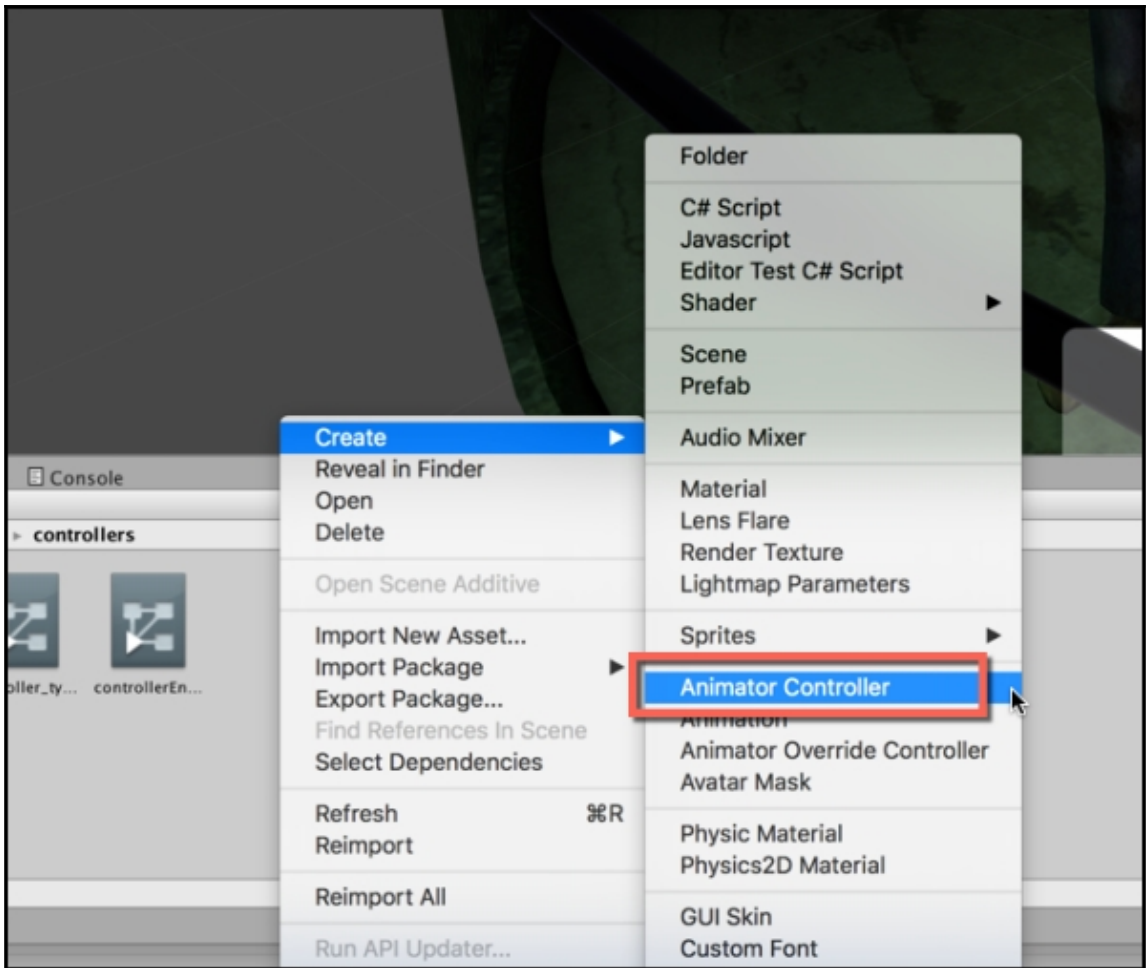 Folder
C# Script
Javascript
Editor Test C# Script
Shader
Scene
Prefab
Audio Mixer
Material
Lens Flare
Render Texture
Lightmap Parameters
Sprites
Animator Controller
Animation
Animator Override Controller
Avatar Mask
Physic Material
Physics2D Material
GUI Skin
Custom Font
Create
Reveal in Finder
Open
Delete
Open Scene Additive
Import New Asset...
Import Package
Export Package...
Find References In Scene
Select Dependencies
Refresh ⌘R
Reimport
Reimport All
Run API Updater...
Console
controllers
oller_ty... controllerEn...